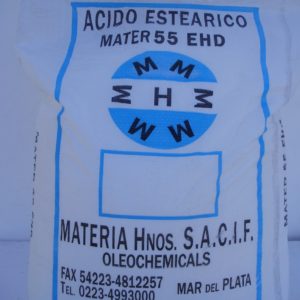 ACIDO ESTEARICO
MATER 55 EHD
M M
M H M
M M
MATERIA HNOS. S.A.C.I.F.
OLEOCHEMICALS
FAX 54223-4812257
TEL. 0223-4993000 MAR DEL PLATA